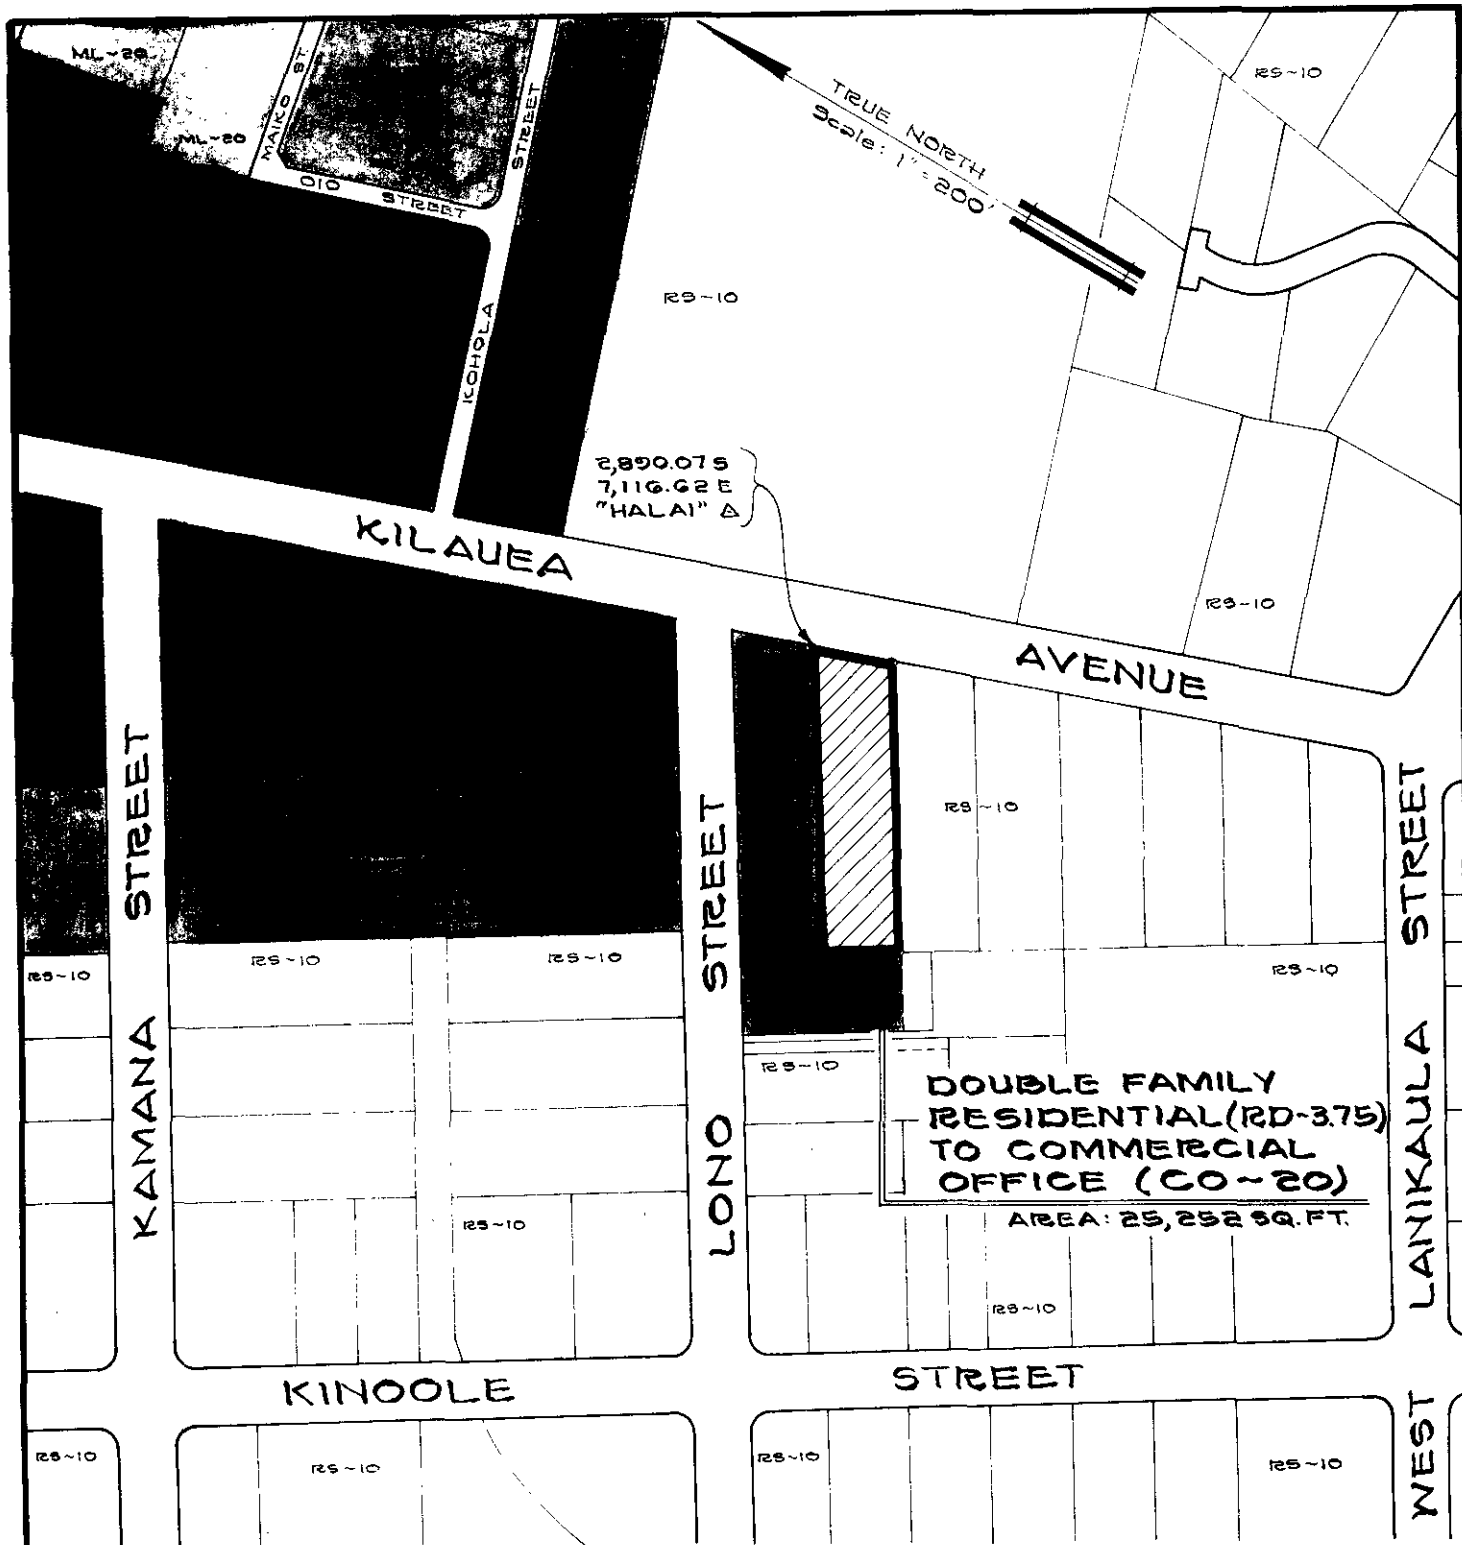 ML~20
ML~20
MAIKO ST.
OIO STREET
KOHOLA STREET
TRUE NORTH
Scale: 1" = 200'
RS~10
RS~10
2,890.07 S
7,116.62 E
"HALAI" △
KILAUEA AVENUE
RS~10
KAMANA STREET
LONO STREET
RS~10
LANIKAULA STREET
RS~10
RS~10
RS~10
RS~10
RS~10
DOUBLE FAMILY
RESIDENTIAL (RD-3.75)
TO COMMERCIAL
OFFICE (CO~20)
AREA: 25,252 SQ. FT.
RS~10
RS~10
KINOOLE STREET
WEST
RS~10
RS~10
RS~10
RS~10